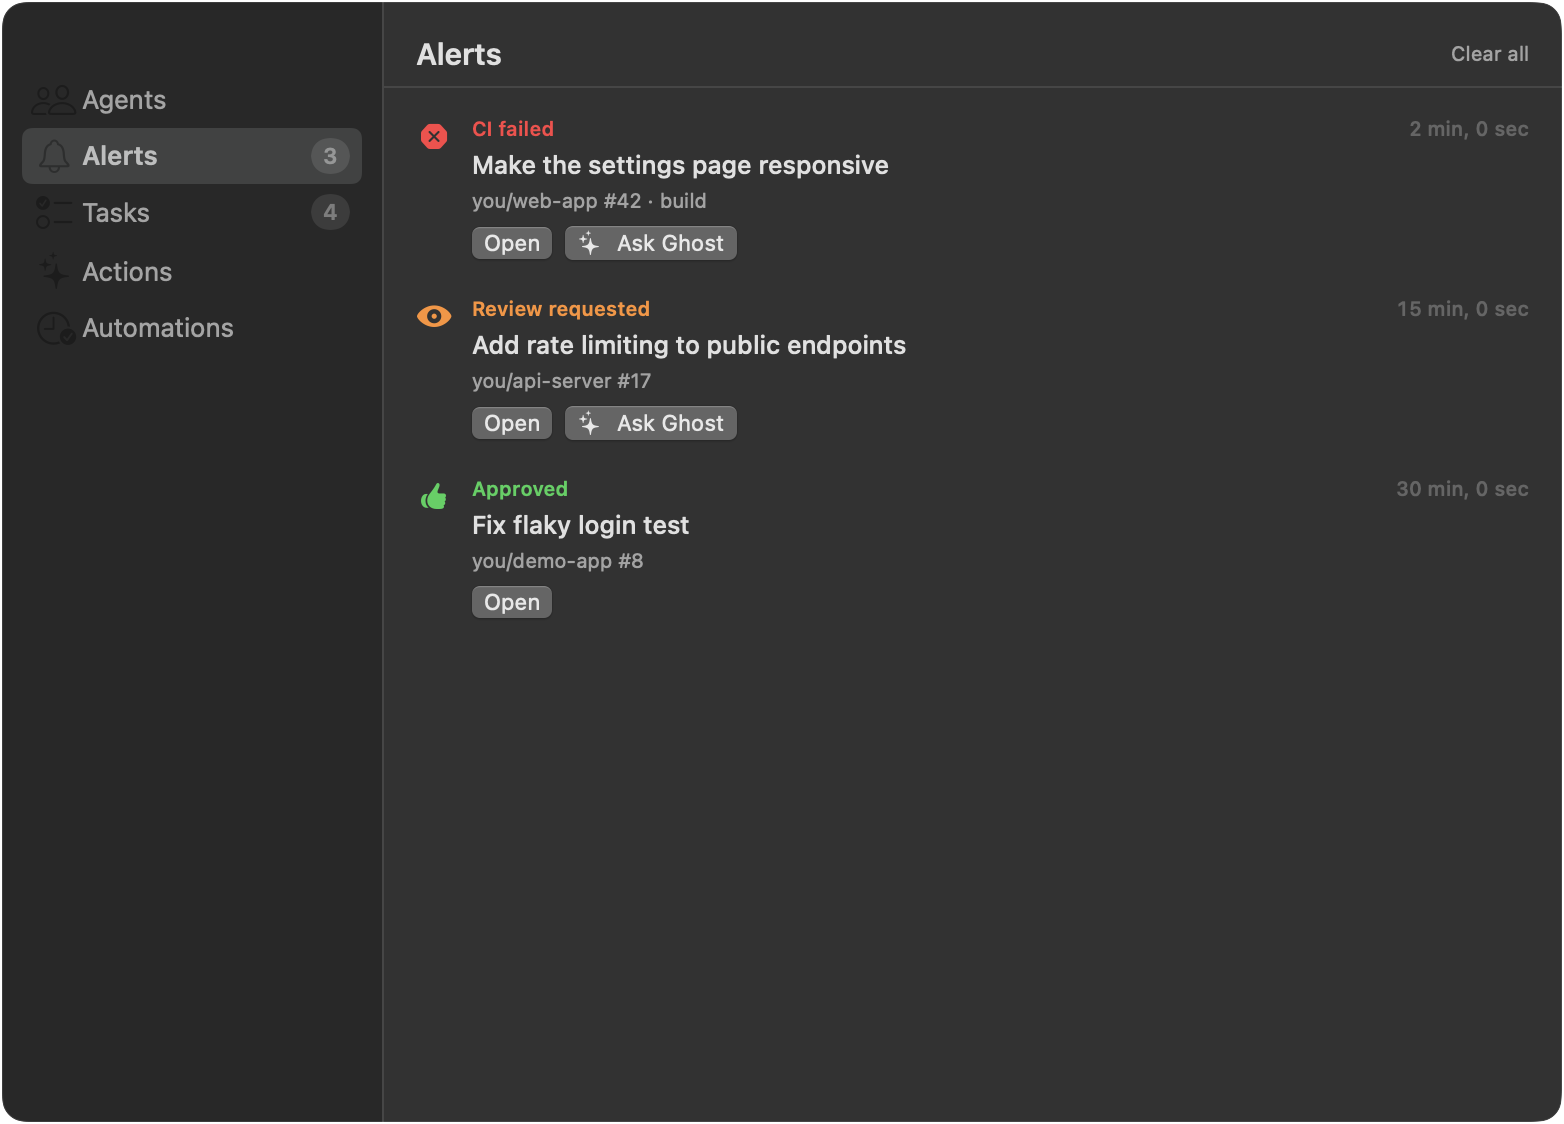 Agents
Alerts 3
Tasks 4
Actions
Automations
Alerts Clear all
CI failed 2 min, 0 sec
Make the settings page responsive
you/web-app #42 · build
Open Ask Ghost
Review requested 15 min, 0 sec
Add rate limiting to public endpoints
you/api-server #17
Open Ask Ghost
Approved 30 min, 0 sec
Fix flaky login test
you/demo-app #8
Open